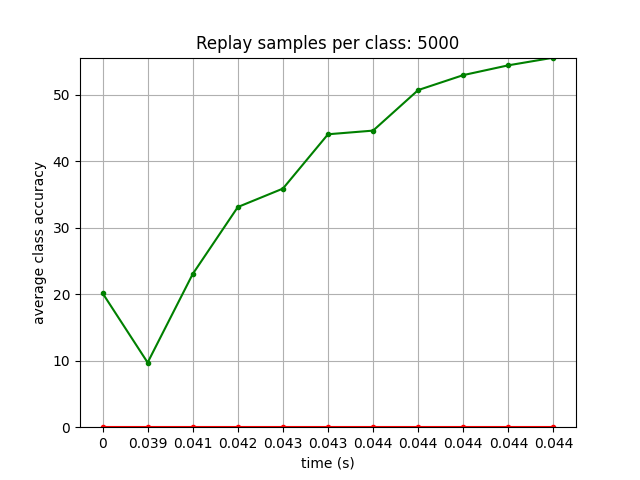 Replay samples per class: 5000
average class accuracy
50
40
30
20
10
0
0 0.039 0.041 0.042 0.043 0.043 0.044 0.044 0.044 0.044 0.044
time (s)